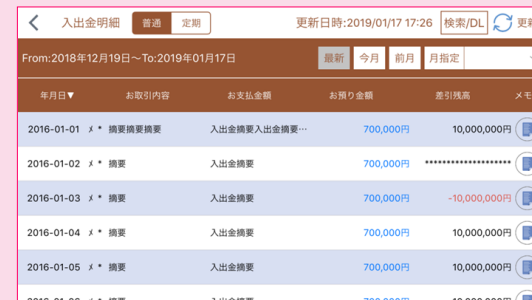 入出金明細 普通 定期 更新日時:2019/01/17 17:26 検索/DL 更新
From:2018年12月19日～To:2019年01月17日 最新 今月 前月 月指定
年月日▼ お取引内容 お支払金額 お預り金額 差引残高 メモ
2016-01-01 〆 * 摘要摘要摘要 入出金摘要入出金摘要… 700,000円 10,000,000円
2016-01-02 〆 * 摘要 入出金摘要 700,000円 ********************
2016-01-03 〆 * 摘要 入出金摘要 700,000円 -10,000,000円
2016-01-04 〆 * 摘要 入出金摘要 700,000円 10,000,000円
2016-01-05 〆 * 摘要 入出金摘要 700,000円 10,000,000円